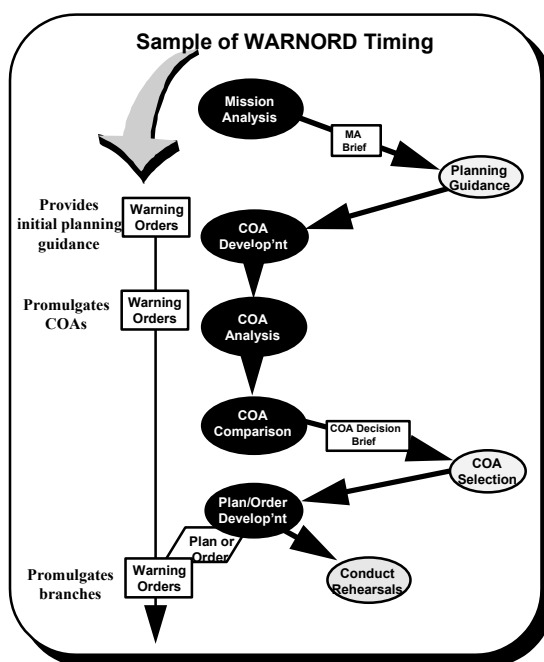 Sample of WARNORD Timing
Mission
Analysis
MA
Brief
Planning
Guidance
Provides
initial planning
guidance
Warning
Orders
COA
Develop'nt
Promulgates
COAs
Warning
Orders
COA
Analysis
COA
Comparison
COA Decision
Brief
COA
Selection
Plan/Order
Develop'nt
Plan or
Order
Promulgates
branches
Warning
Orders
Conduct
Rehearsals